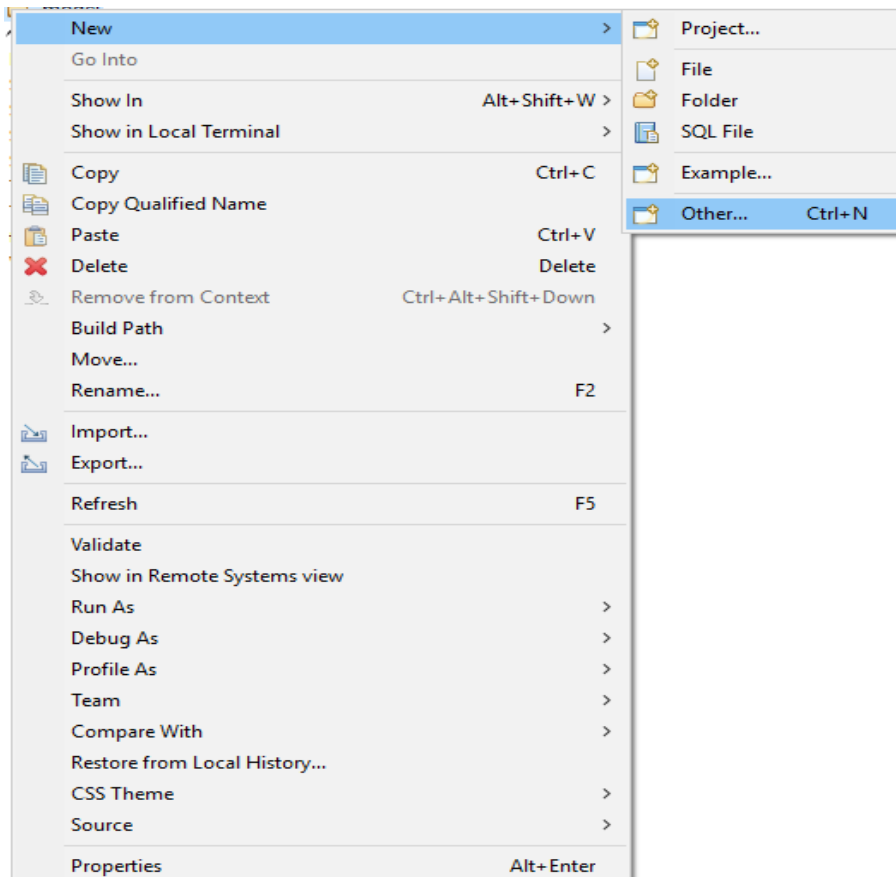 New >
Go Into
Show In Alt+Shift+W >
Show in Local Terminal >
Copy Ctrl+C
Copy Qualified Name
Paste Ctrl+V
Delete Delete
Remove from Context Ctrl+Alt+Shift+Down
Build Path >
Move...
Rename... F2
Import...
Export...
Refresh F5
Validate
Show in Remote Systems view
Run As >
Debug As >
Profile As >
Team >
Compare With >
Restore from Local History...
CSS Theme >
Source >
Properties Alt+Enter
Project...
File
Folder
SQL File
Example...
Other... Ctrl+N